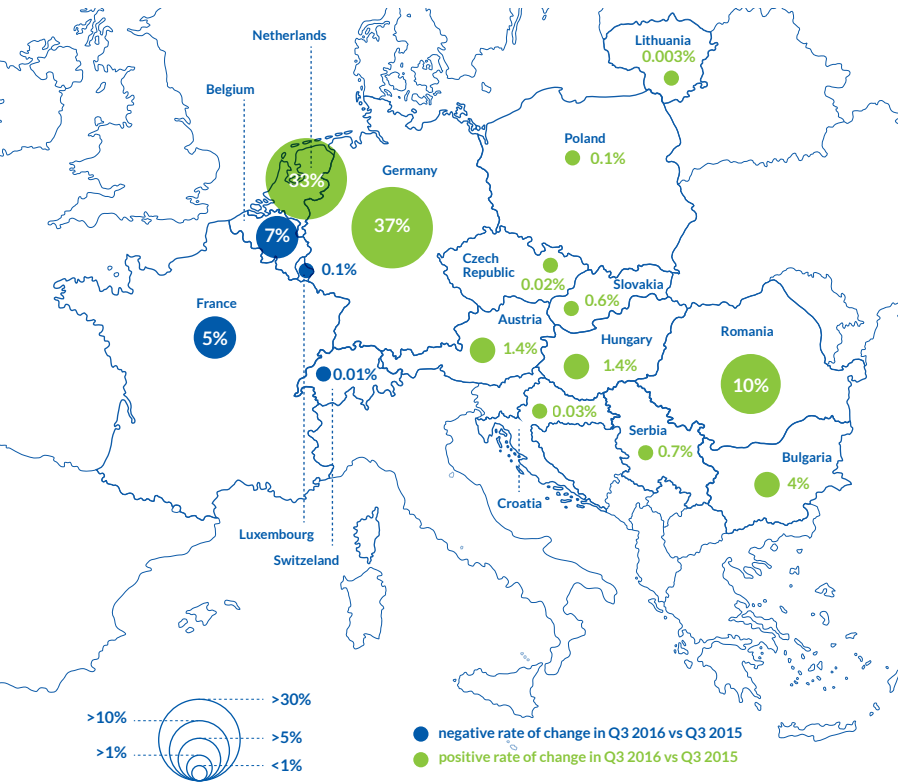 Netherlands
Lithuania
0.003%
Belgium
Poland
0.1%
Germany
33%
37%
7%
0.1%
Czech
Republic
0.02%
Slovakia
0.6%
France
5%
Austria
1.4%
Hungary
1.4%
Romania
10%
0.01%
0.03%
Serbia
0.7%
Bulgaria
4%
Croatia
Luxembourg
Switzeland
>30%
>10%
>5%
>1%
<1%
negative rate of change in Q3 2016 vs Q3 2015
positive rate of change in Q3 2016 vs Q3 2015